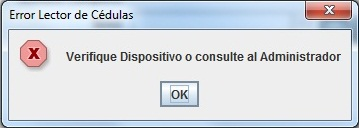 Error Lector de Cédulas
Verifique Dispositivo o consulte al Administrador
OK